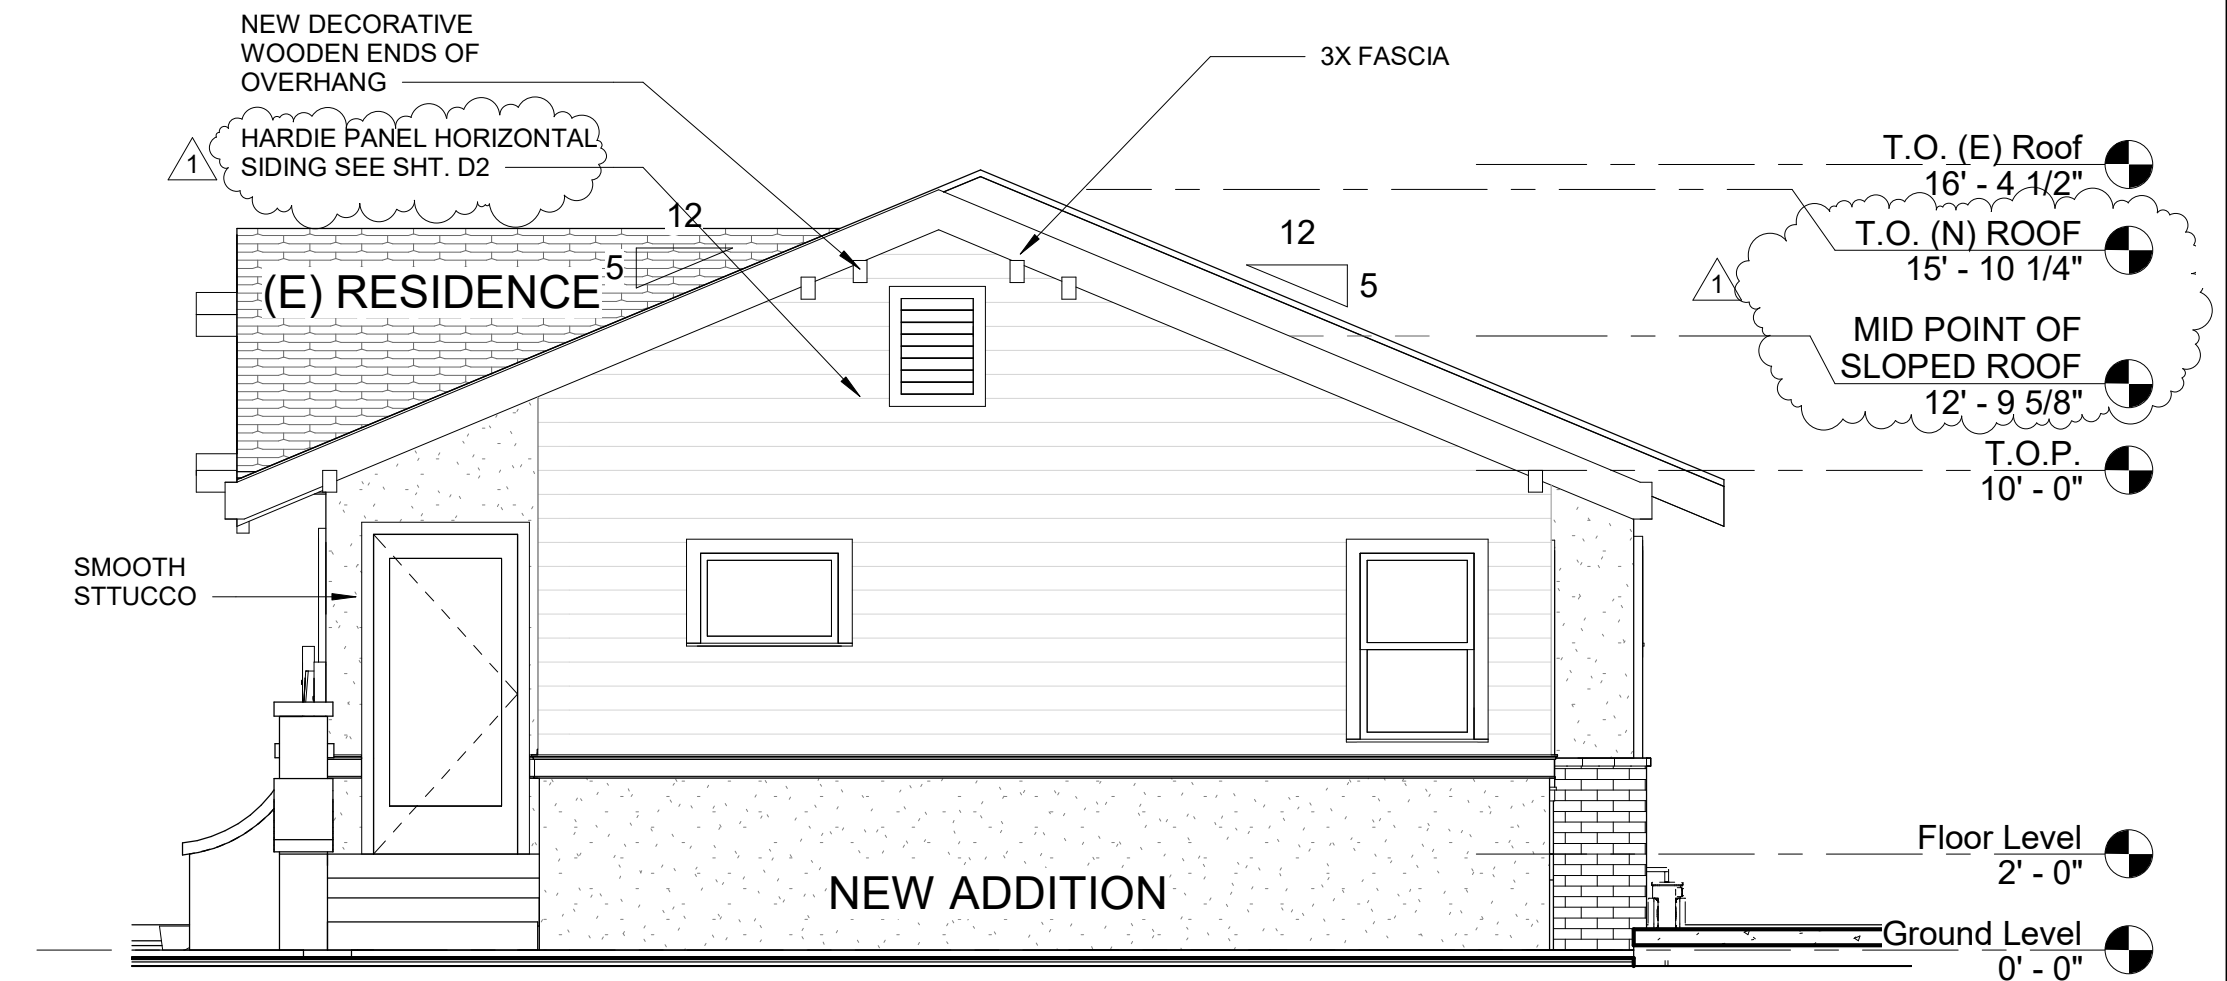 NEW DECORATIVE
WOODEN ENDS OF
OVERHANG
3X FASCIA
1
HARDIE PANEL HORIZONTAL
SIDING SEE SHT. D2
T.O. (E) Roof
16' - 4 1/2"
12
5
(E) RESIDENCE
12
5
1
T.O. (N) ROOF
15' - 10 1/4"
MID POINT OF
SLOPED ROOF
12' - 9 5/8"
T.O.P.
10' - 0"
SMOOTH
STTUCCO
NEW ADDITION
Floor Level
2' - 0"
Ground Level
0' - 0"